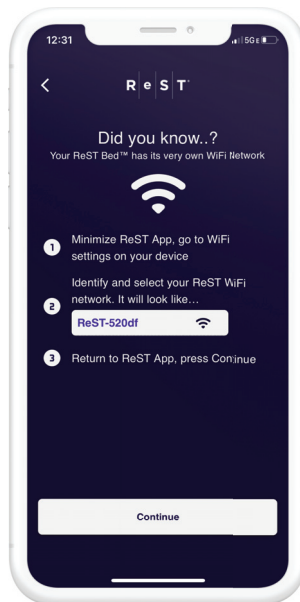 12:31
5G E
R|e|S|T
Did you know..?
Your ReST Bed™ has its very own WiFi Network
1 Minimize ReST App, go to WiFi
settings on your device
Identify and select your ReST WiFi
2 network. It will look like…
ReST-520df
3 Return to ReST App, press Continue
Continue